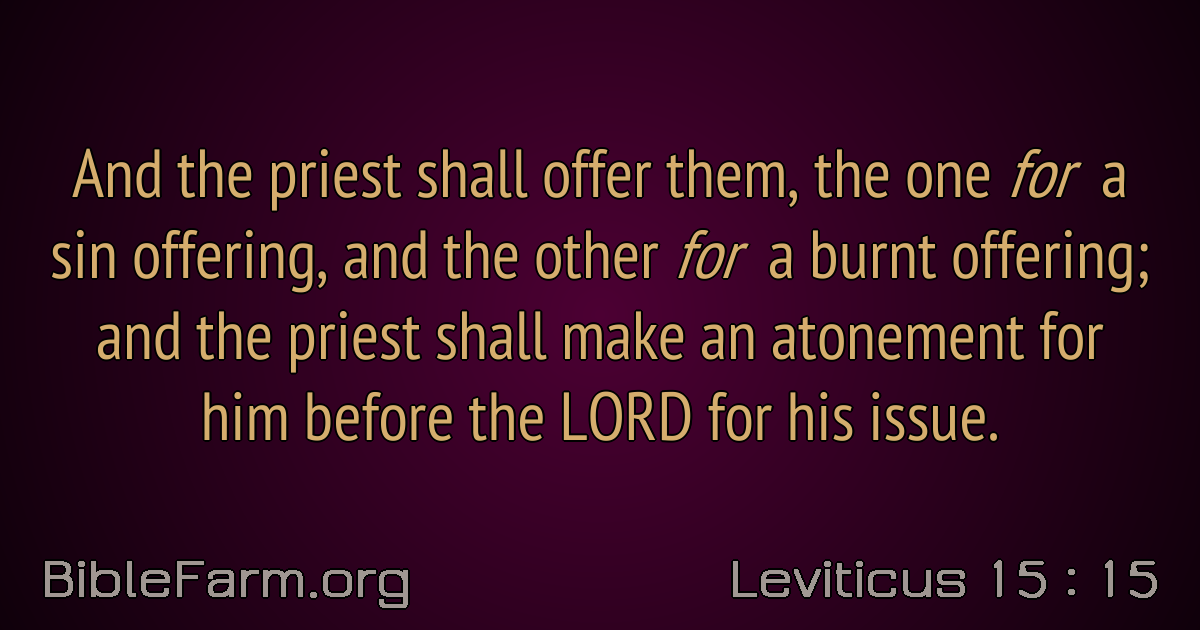 And the priest shall offer them, the one for a
sin offering, and the other for a burnt offering;
and the priest shall make an atonement for
him before the LORD for his issue.
BibleFarm.org
Leviticus 15 : 15